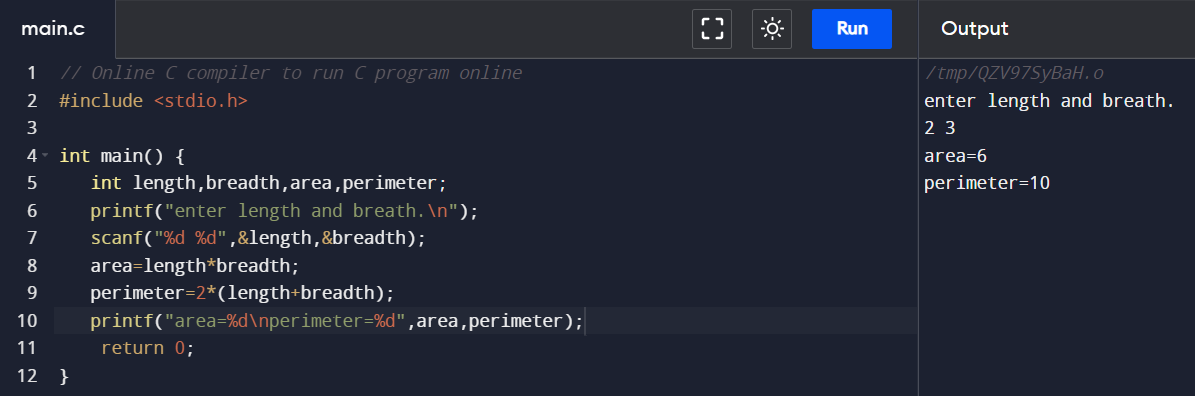 main.c
Run
Output
1 // Online C compiler to run C program online
2 #include <stdio.h>
3
4 int main() {
5 int length,breadth,area,perimeter;
6 printf("enter length and breath.\n");
7 scanf("%d %d",&length,&breadth);
8 area=length*breadth;
9 perimeter=2*(length+breadth);
10 printf("area=%d\nperimeter=%d",area,perimeter);
11 return 0;
12 }
/tmp/QZV97SyBaH.o
enter length and breath.
2 3
area=6
perimeter=10